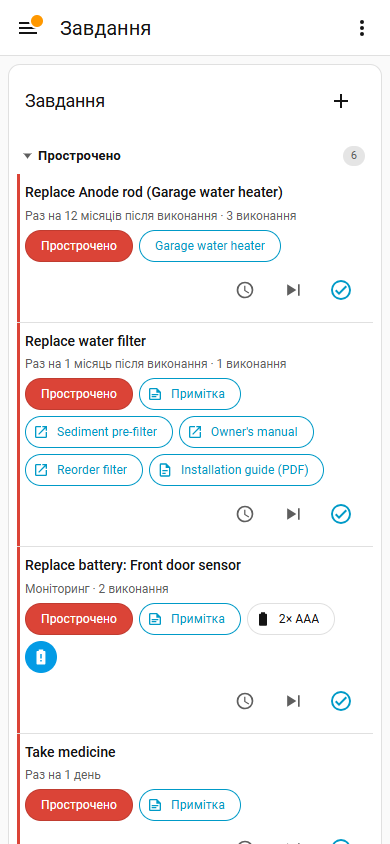 Завдання
Завдання
Прострочено 6
Replace Anode rod (Garage water heater)
Раз на 12 місяців після виконання · 3 виконання
Прострочено Garage water heater
Replace water filter
Раз на 1 місяць після виконання · 1 виконання
Прострочено Примітка
Sediment pre-filter Owner's manual
Reorder filter Installation guide (PDF)
Replace battery: Front door sensor
Моніторинг · 2 виконання
Прострочено Примітка 2× AAA
Take medicine
Раз на 1 день
Прострочено Примітка